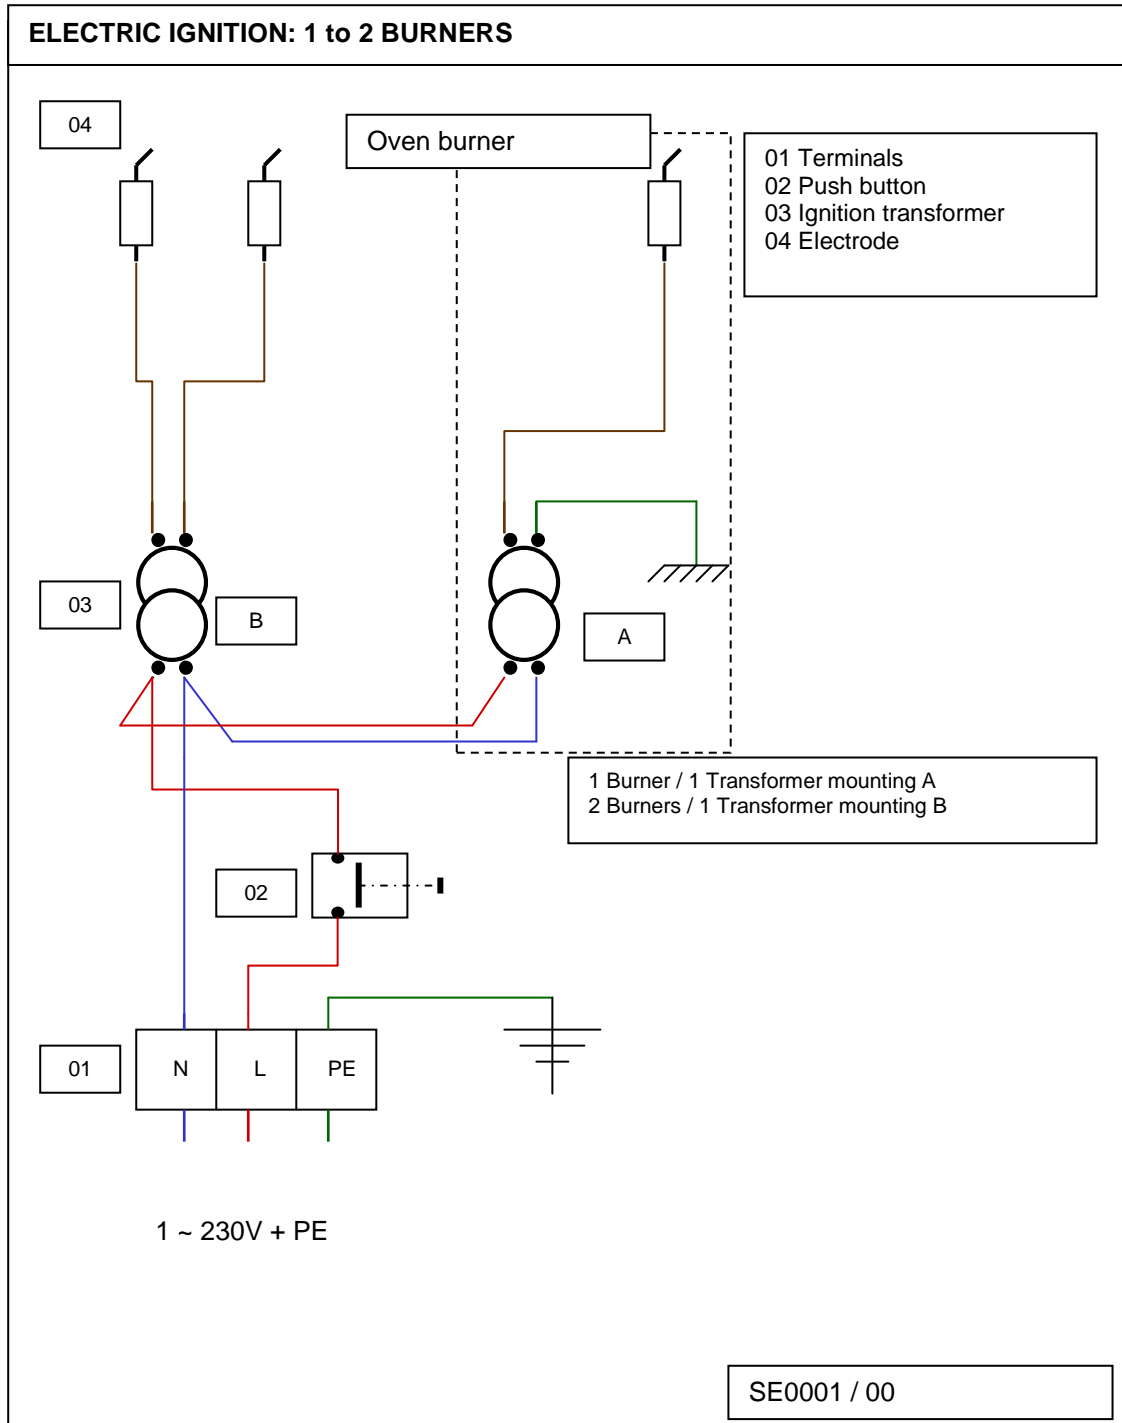 ELECTRIC IGNITION: 1 to 2 BURNERS
04
Oven burner
01 Terminals
02 Push button
03 Ignition transformer
04 Electrode
03
B
A
1 Burner / 1 Transformer mounting A
2 Burners / 1 Transformer mounting B
02
01
N
L
PE
1 ~ 230V + PE
SE0001 / 00